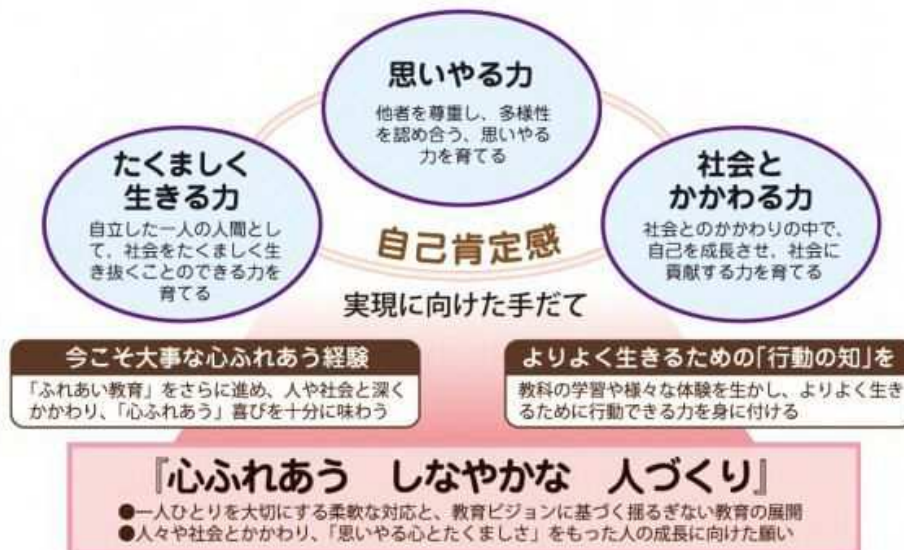 思いやる力
他者を尊重し、多様性
を認め合う、思いやる
力を育てる
たくましく
生きる力
自立した一人の人間とし
て、社会をたくましく生
き抜くことのできる力を
育てる
社会と
かかわる力
社会とのかかわりの中で、
自己を成長させ、社会に
貢献する力を育てる
自己肯定感
実現に向けた手だて
今こそ大事な心ふれあう経験
「ふれあい教育」をさらに進め、人や社会と深く
かかわり、「心ふれあう」喜びを十分に味わう
よりよく生きるための「行動の知」を
教科の学習や様々な体験を生かし、よりよく生き
るために行動できる力を身に付ける
『心ふれあう しなやかな 人づくり』
●一人ひとりを大切にする柔軟な対応と、教育ビジョンに基づく揺るぎない教育の展開
●人々や社会とかかわり、「思いやる心とたくましさ」をもった人の成長に向けた願い